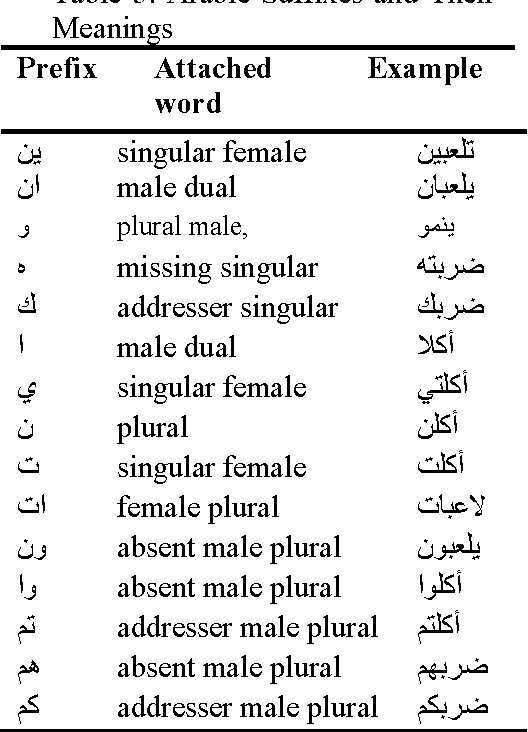 Table 3. Arabic Suffixes and Their
Meanings
Prefix Attached Example
word
ين singular female تلعبين
ان male dual يلعبان
و plural male, ينمو
ه missing singular ضربته
ك addresser singular ضربك
ا male dual أكلا
ي singular female أكلتي
ن plural أكلن
ت singular female أكلت
ات female plural لاعبات
ون absent male plural يلعبون
وا absent male plural أكلوا
تم addresser male plural أكلتم
هم absent male plural ضربهم
كم addresser male plural ضربكم